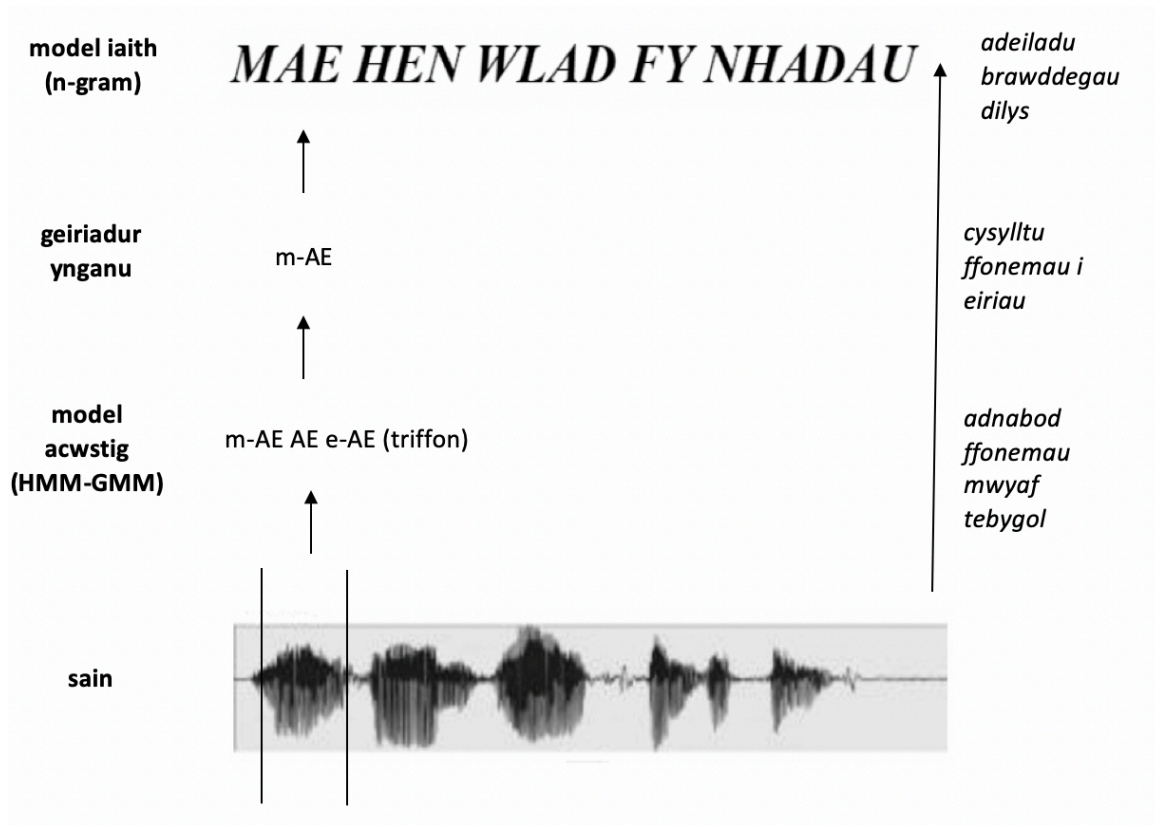 model iaith
(n-gram)
MAE HEN WLAD FY NHADAU
adeiladu
brawddegau
dilys
geiriadur
ynganu
m-AE
cysylltu
ffonemau i
eiriau
model
acwstig
(HMM-GMM)
m-AE AE e-AE (triffon)
adnabod
ffonemau
mwyaf
tebygol
sain